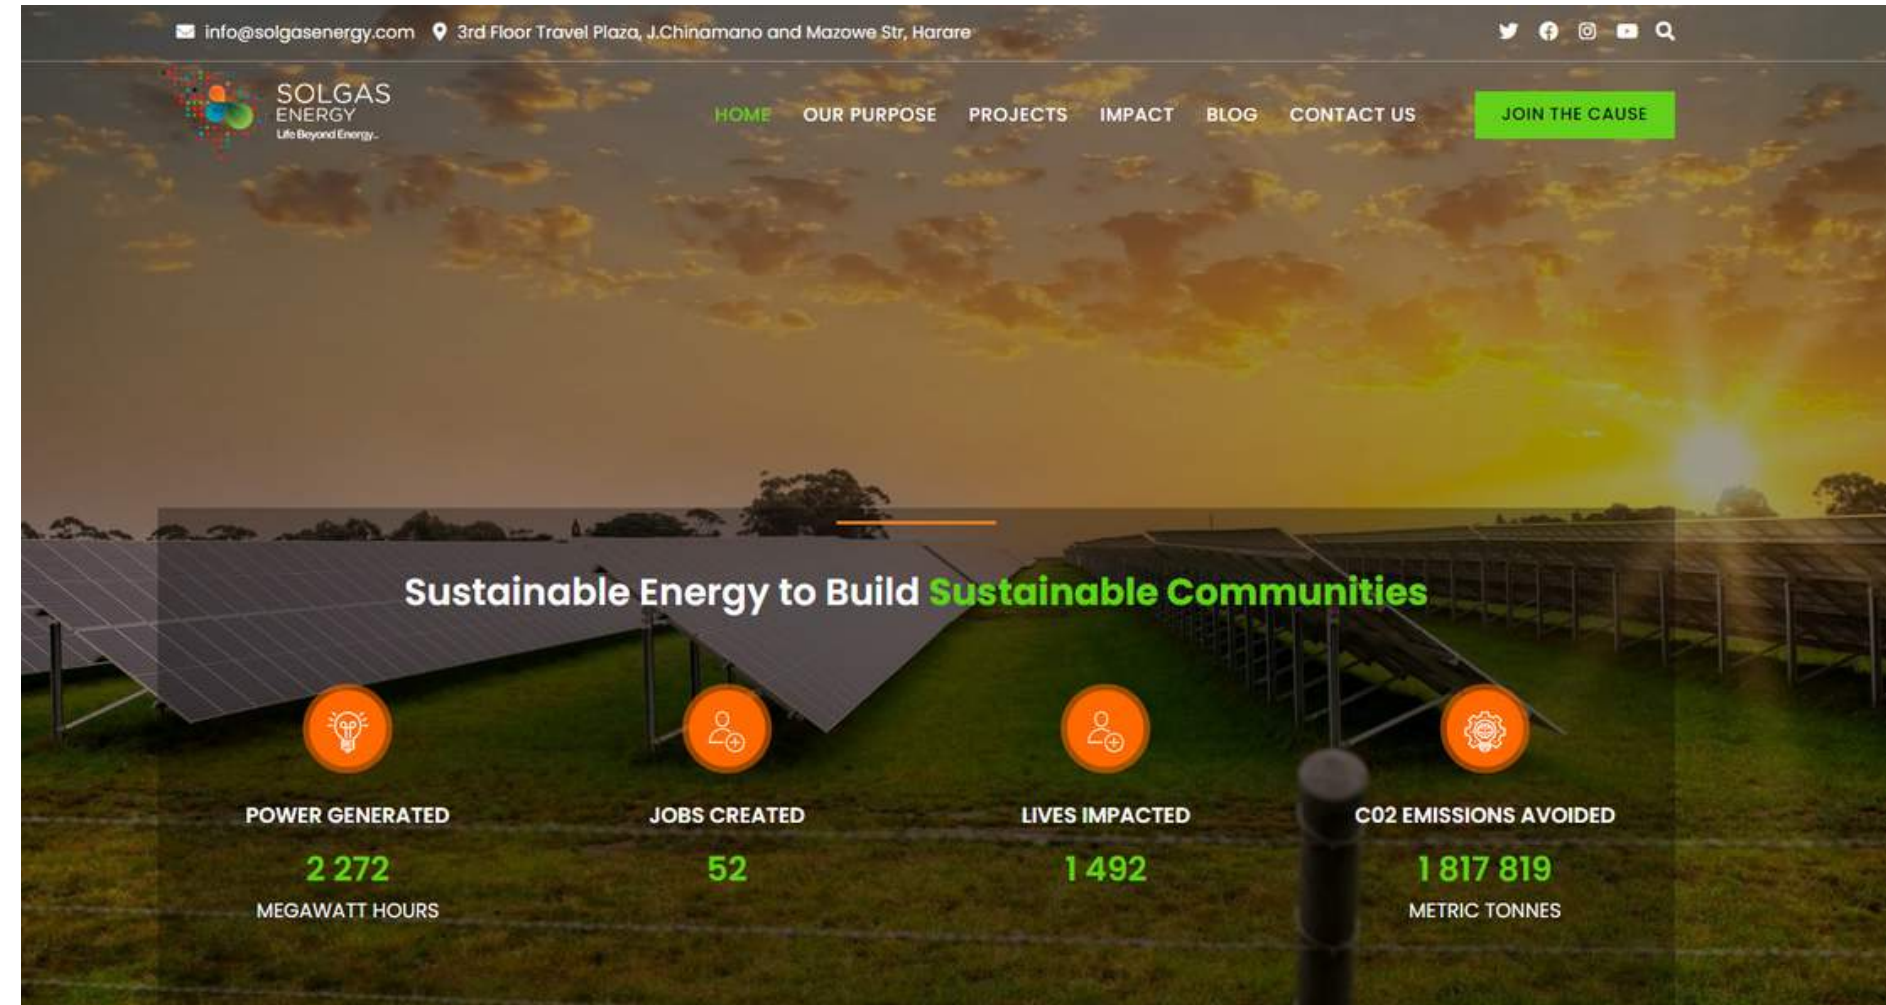 info@solgasenergy.com 3rd Floor Travel Plaza, J.Chinamano and Mazowe Str, Harare
SOLGAS
ENERGY
Life Beyond Energy..
HOME OUR PURPOSE PROJECTS IMPACT BLOG CONTACT US JOIN THE CAUSE
Sustainable Energy to Build Sustainable Communities
POWER GENERATED JOBS CREATED LIVES IMPACTED C02 EMISSIONS AVOIDED
2 272 52 1 492 1 817 819
MEGAWATT HOURS METRIC TONNES